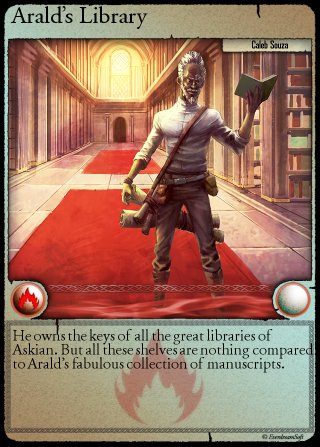 Arald's Library
Caleb Souza
He owns the keys of all the great libraries of
Askian. But all these shelves are nothing compared
to Arald's fabulous collection of manuscripts.
© EverdreamSoft